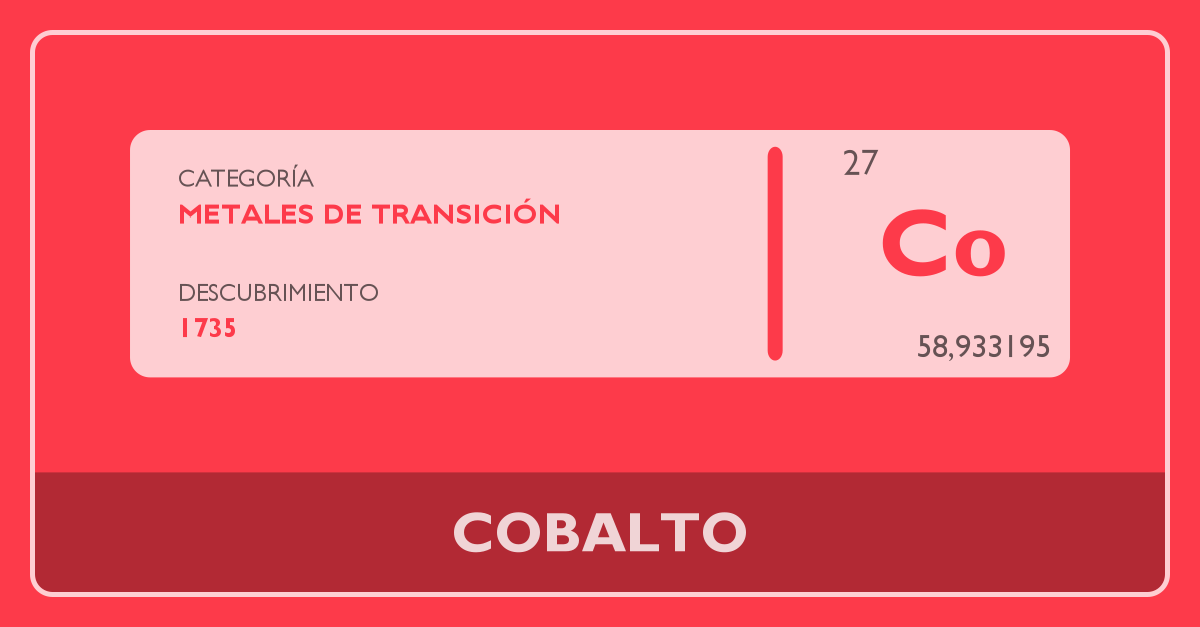 CATEGORÍA
METALES DE TRANSICIÓN
DESCUBRIMIENTO
1735
27
Co
58,933195
COBALTO